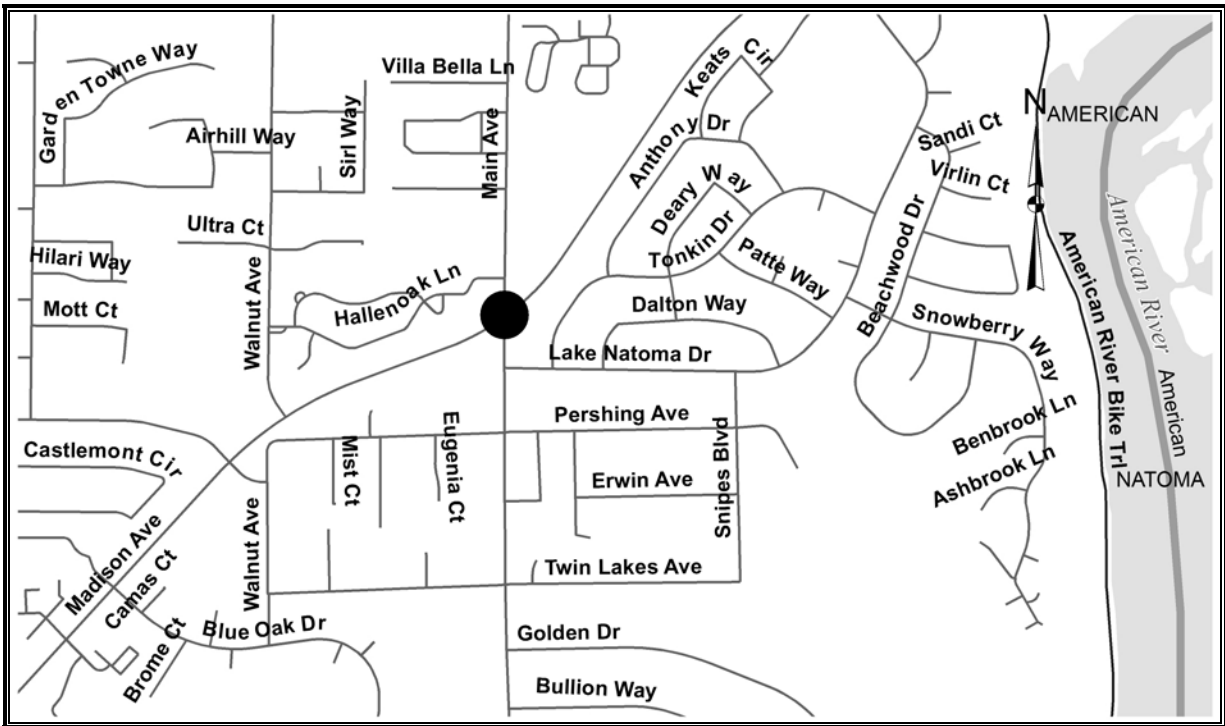 Garden Towne Way
Villa Bella Ln
Keats Cir
Airhill Way
Sirl Way
Main Ave
Anthony Dr
Sandi Ct
N
AMERICAN
Virlin Ct
Deary Way
Ultra Ct
Tonkin Dr
Patte Way
Beachwood Dr
American River
Hilari Way
Walnut Ave
Hallenoak Ln
Mott Ct
Dalton Way
Snowberry Way
American River Bike Trl
Lake Natoma Dr
American
Castlemont Cir
Mist Ct
Eugenia Ct
Pershing Ave
Snipes Blvd
Benbrook Ln
Erwin Ave
Ashbrook Ln
NATOMA
Madison Ave
Walnut Ave
Twin Lakes Ave
Camas Ct
Brome Ct
Blue Oak Dr
Golden Dr
Bullion Way